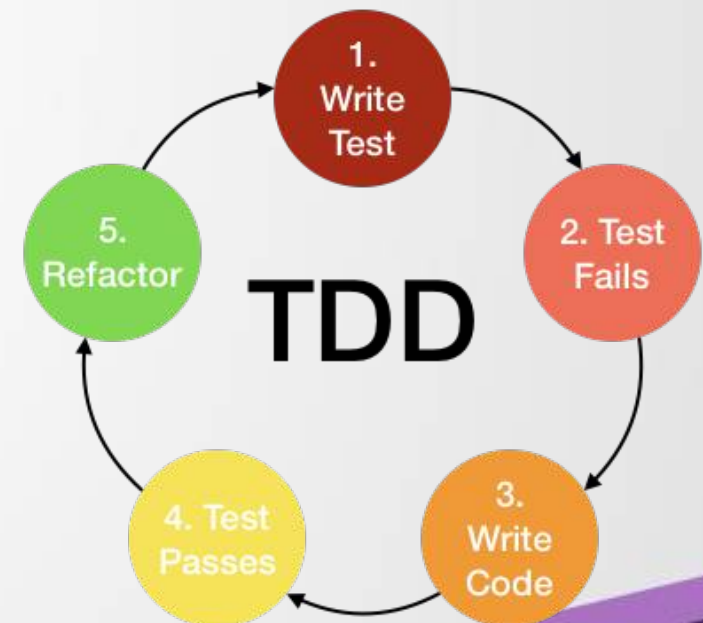 1.
Write
Test
2. Test
Fails
3.
Write
Code
4. Test
Passes
5.
Refactor
TDD